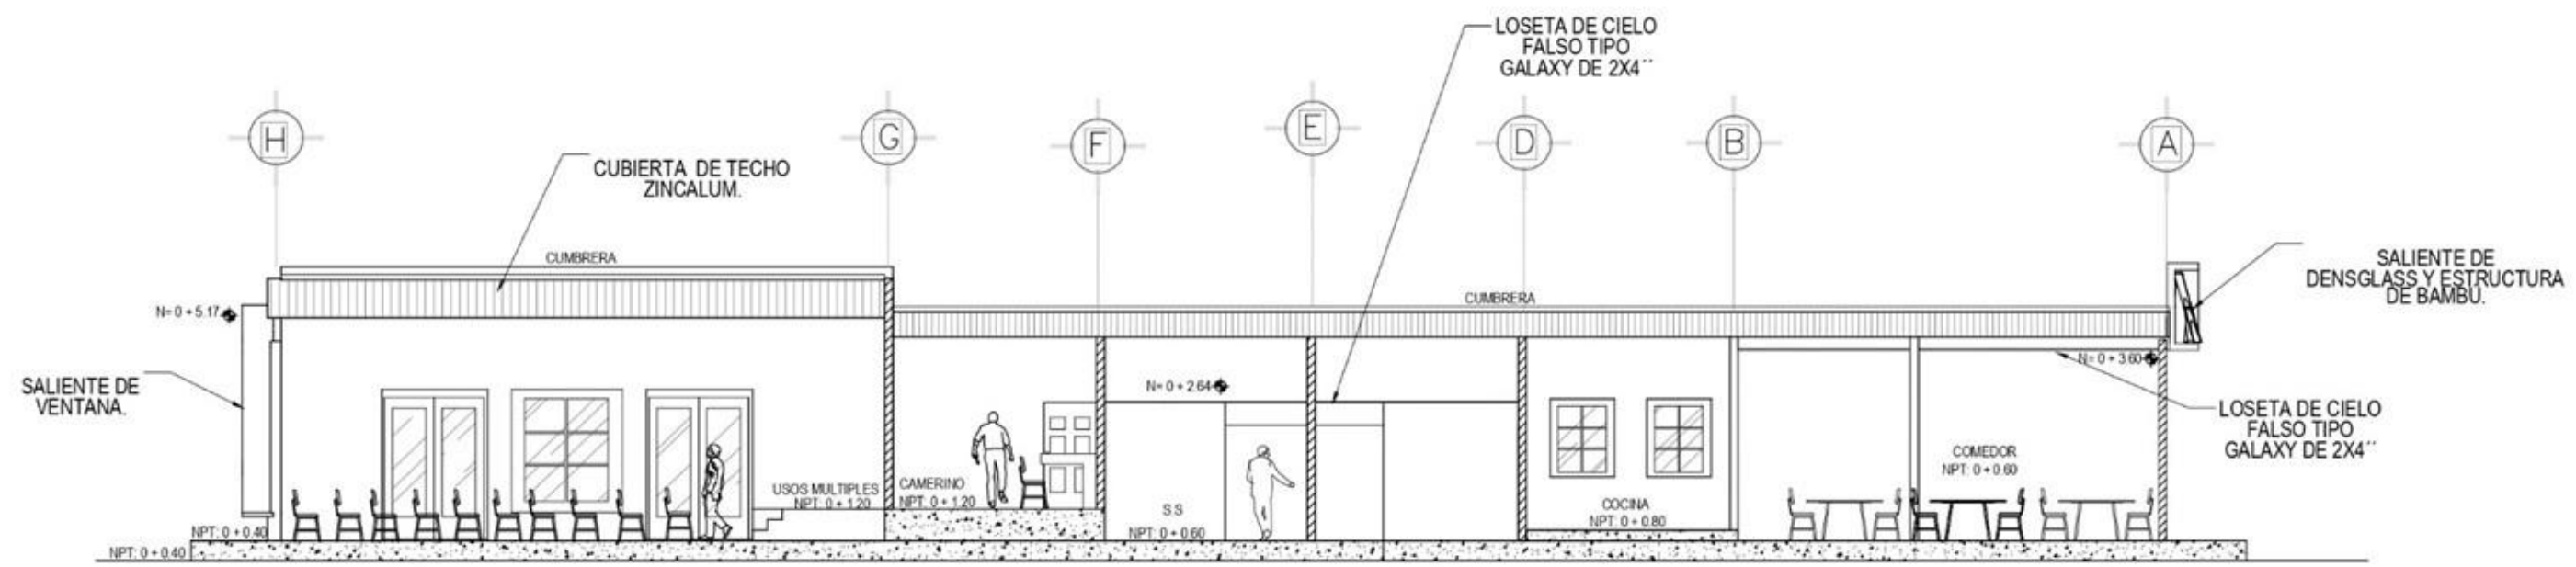 LOSETA DE CIELO
FALSO TIPO
GALAXY DE 2X4´´
H
G
F
E
D
B
A
CUBIERTA DE TECHO
ZINCALUM.
CUMBRERA
SALIENTE DE
DENSGLASS Y ESTRUCTURA
DE BAMBÚ.
CUMBRERA
N= 0 + 5.17
N= 0 + 3.60
SALIENTE DE
VENTANA.
N= 0 + 2.64
LOSETA DE CIELO
FALSO TIPO
GALAXY DE 2X4´´
COMEDOR
NPT: 0 + 0.60
USOS MULTIPLES
NPT: 0 + 1.20
CAMERINO
NPT: 0 + 1.20
S.S
NPT: 0 + 0.60
COCINA
NPT: 0 + 0.80
NPT: 0 + 0.40
NPT: 0 + 0.40